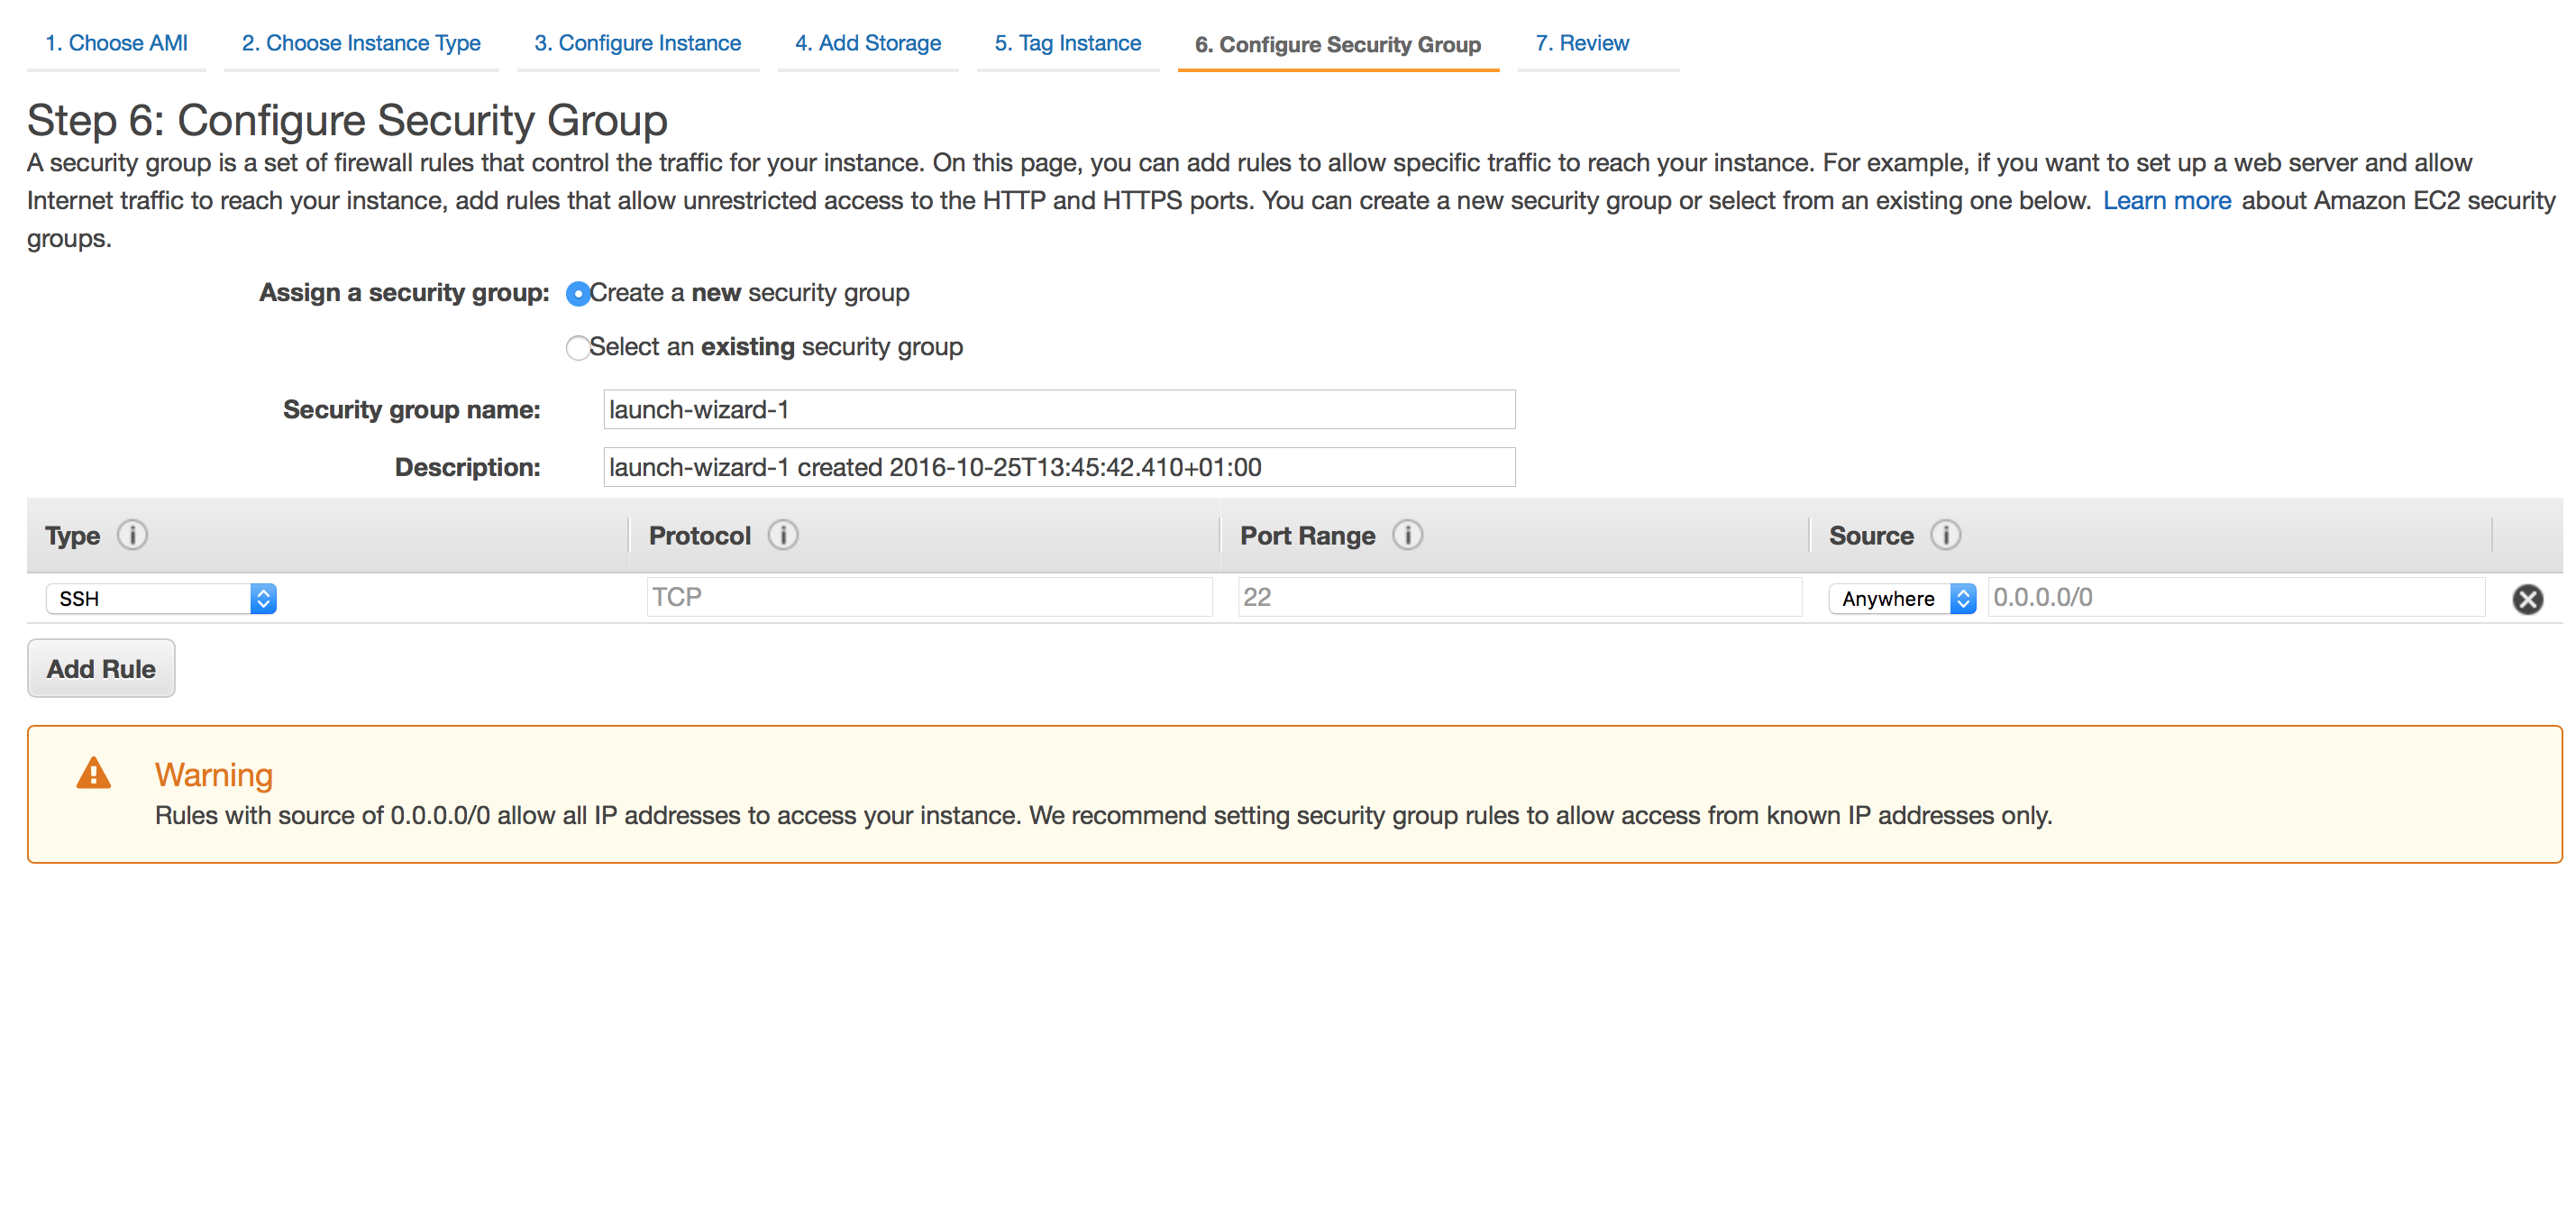 1. Choose AMI 2. Choose Instance Type 3. Configure Instance 4. Add Storage 5. Tag Instance 6. Configure Security Group 7. Review
Step 6: Configure Security Group
A security group is a set of firewall rules that control the traffic for your instance. On this page, you can add rules to allow specific traffic to reach your instance. For example, if you want to set up a web server and allow
Internet traffic to reach your instance, add rules that allow unrestricted access to the HTTP and HTTPS ports. You can create a new security group or select from an existing one below. Learn more about Amazon EC2 security
groups.
Assign a security group: Create a new security group
Select an existing security group
Security group name: launch-wizard-1
Description: launch-wizard-1 created 2016-10-25T13:45:42.410+01:00
Type i Protocol i Port Range i Source i
SSH TCP 22 Anywhere 0.0.0.0/0
Add Rule
Warning
Rules with source of 0.0.0.0/0 allow all IP addresses to access your instance. We recommend setting security group rules to allow access from known IP addresses only.